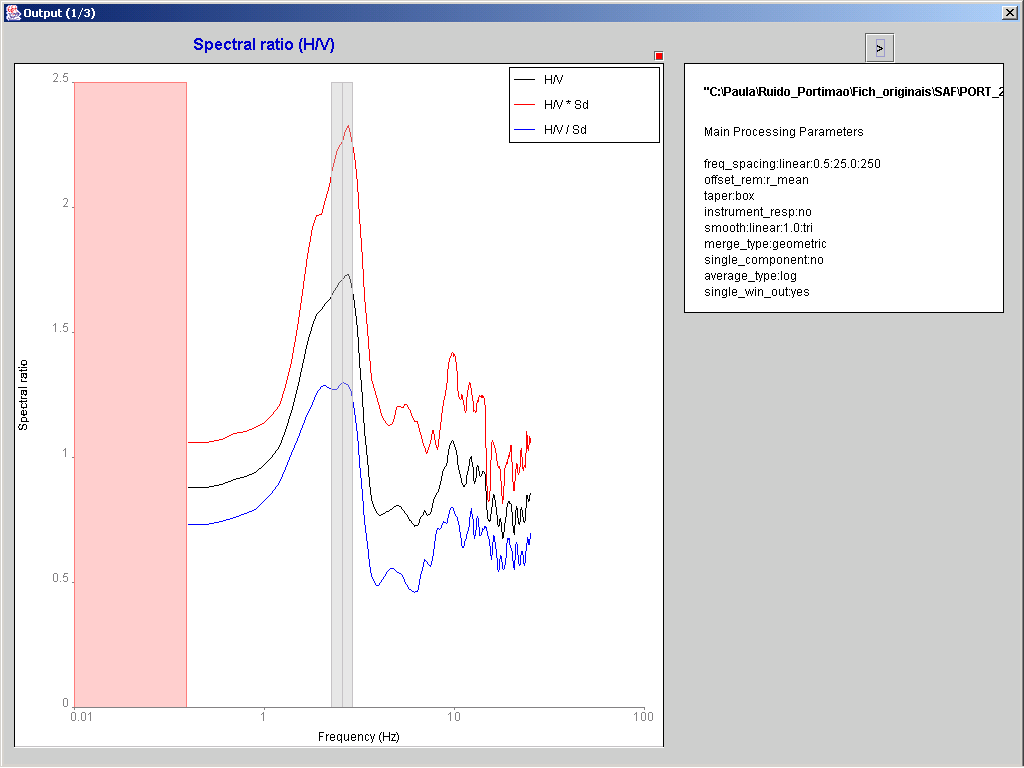 Output (1/3)
Spectral ratio (H/V)
>
2.5
2
1.5
1
0.5
0
0.01
1
10
100
Spectral ratio
Frequency (Hz)
H/V
H/V * Sd
H/V / Sd
"C:\Paula\Ruido_Portimao\Fich_originais\SAF\PORT_2
Main Processing Parameters
freq_spacing:linear:0.5:25.0:250
offset_rem:r_mean
taper:box
instrument_resp:no
smooth:linear:1.0:tri
merge_type:geometric
single_component:no
average_type:log
single_win_out:yes